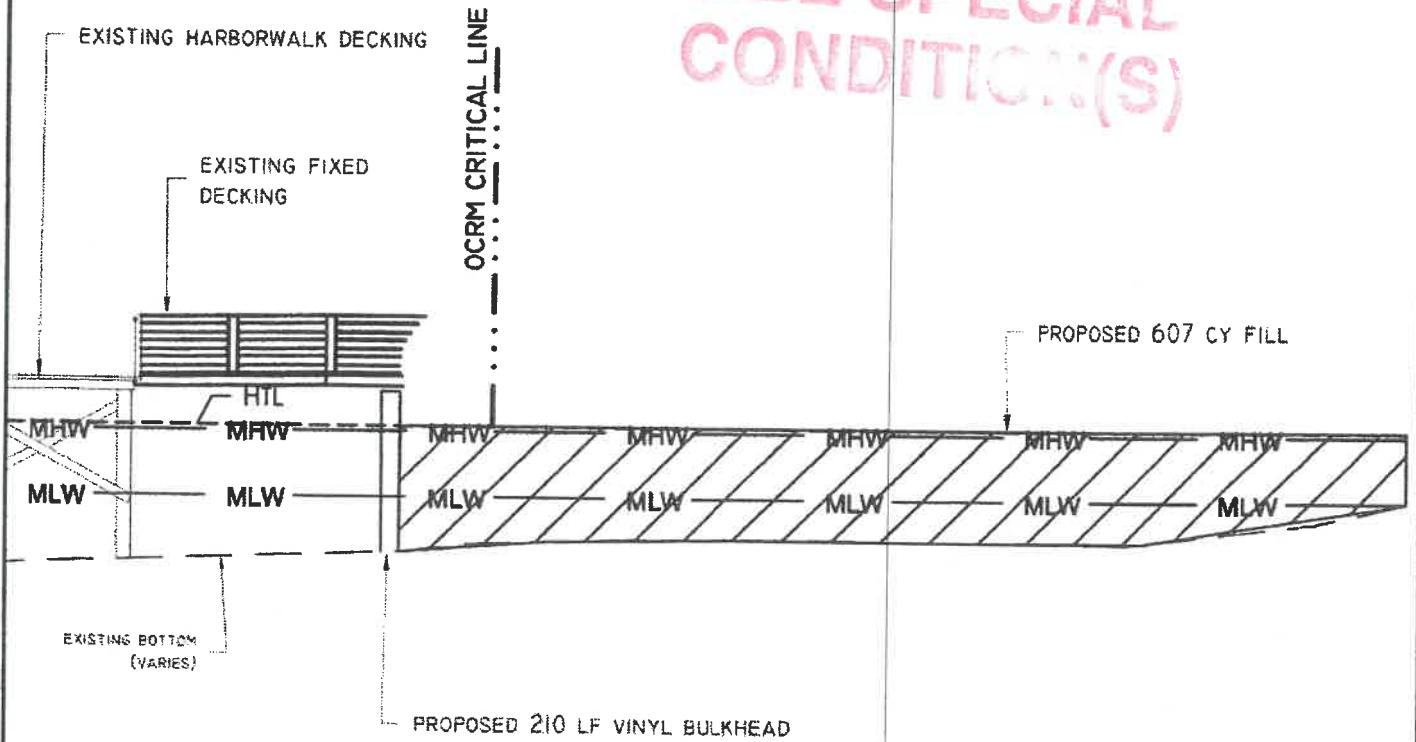 SPECIAL
CONDITION(S)
EXISTING HARBORWALK DECKING
OCRM CRITICAL LINE
EXISTING FIXED
DECKING
PROPOSED 607 CY FILL
HTL
MHW MHW MHW MHW MHW MHW MHW
MLW MLW MLW MLW MLW MLW MLW
EXISTING BOTTOM
(VARIES)
PROPOSED 210 LF VINYL BULKHEAD